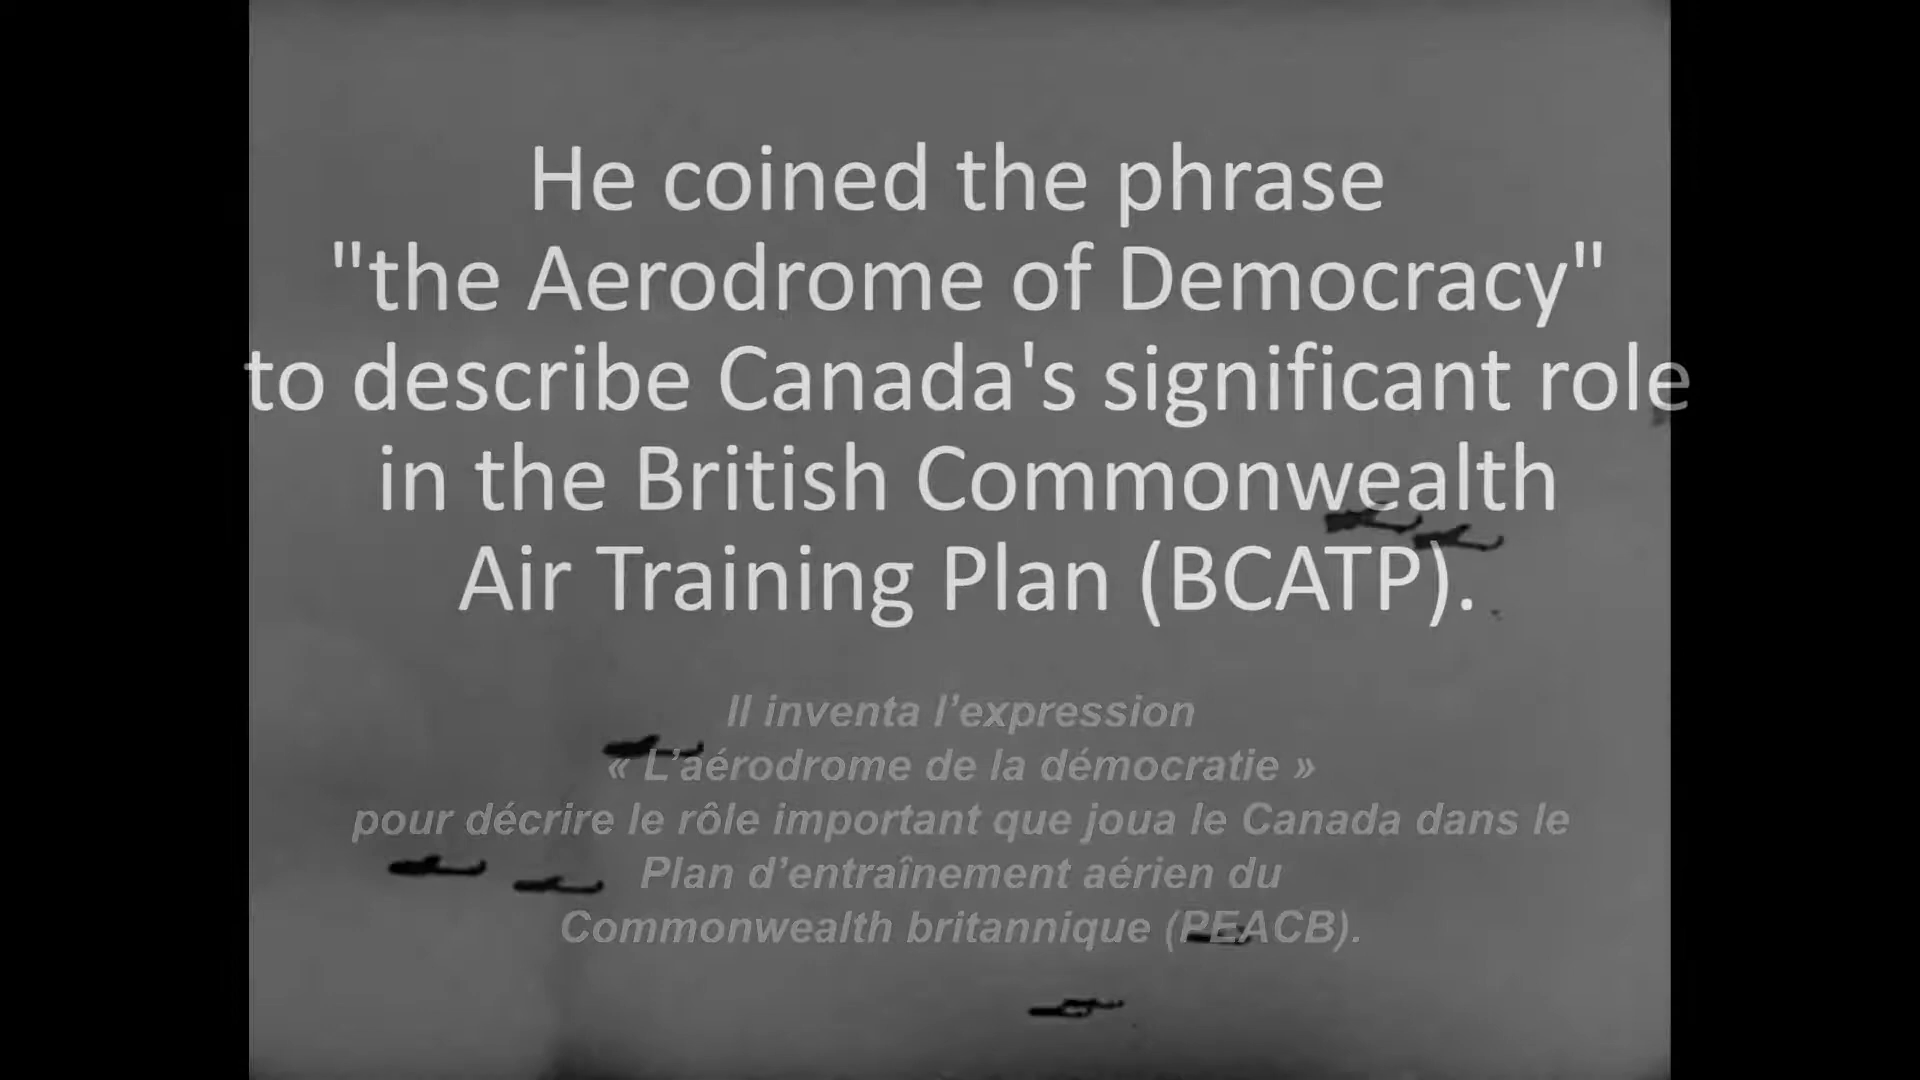 He coined the phrase
"the Aerodrome of Democracy"
to describe Canada's significant role
in the British Commonwealth
Air Training Plan (BCATP).
Il inventa l’expression
« L’aérodrome de la démocratie »
pour décrire le rôle important que joua le Canada dans le
Plan d’entraînement aérien du
Commonwealth britannique (PEACB).